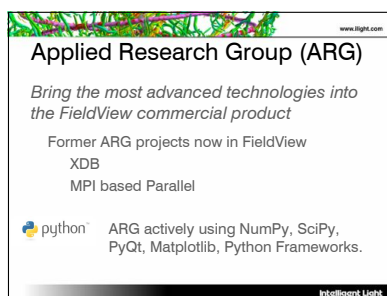 www.ilight.com
Applied Research Group (ARG)
Bring the most advanced technologies into
the FieldView commercial product
Former ARG projects now in FieldView
XDB
MPI based Parallel
python™
ARG actively using NumPy, SciPy,
PyQt, Matplotlib, Python Frameworks.
Intelligent Light